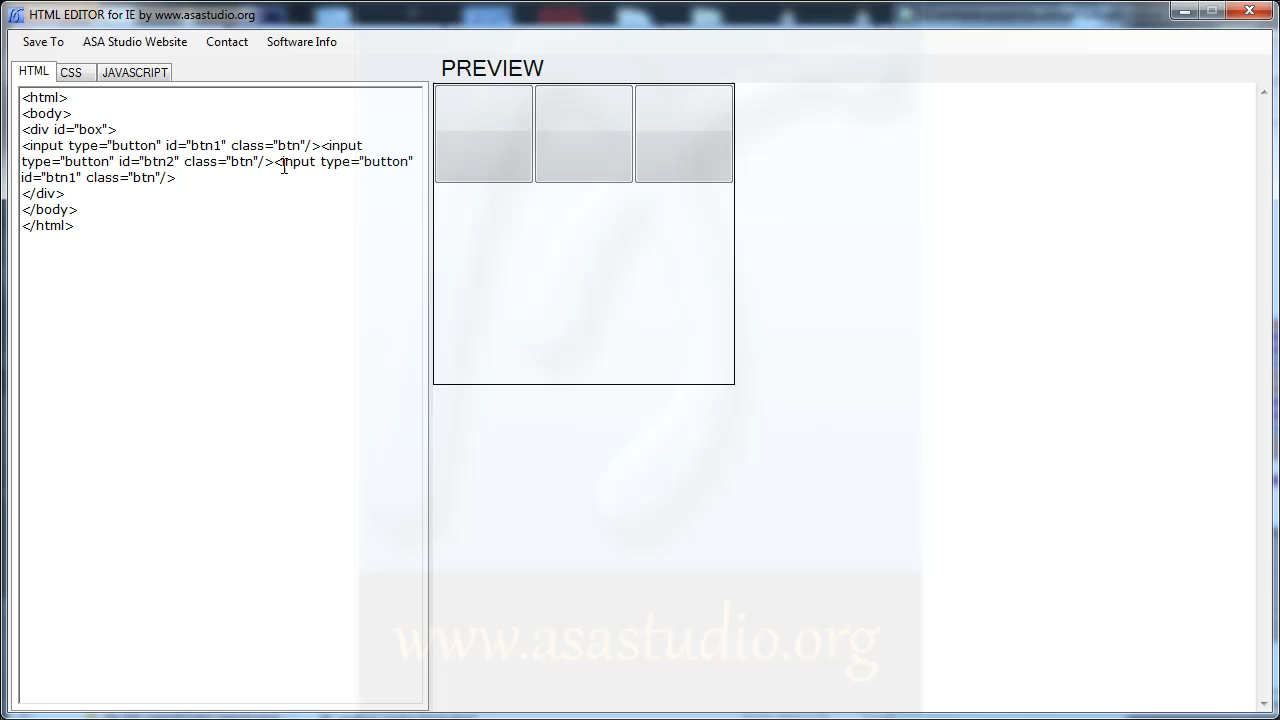 HTML EDITOR for IE by www.asastudio.org
Save To ASA Studio Website Contact Software Info
HTML CSS JAVASCRIPT
PREVIEW
<html>
<body>
<div id="box">
<input type="button" id="btn1" class="btn"/><input
type="button" id="btn2" class="btn"/><input type="button"
id="btn1" class="btn"/>
</div>
</body>
</html>
www.asastudio.org